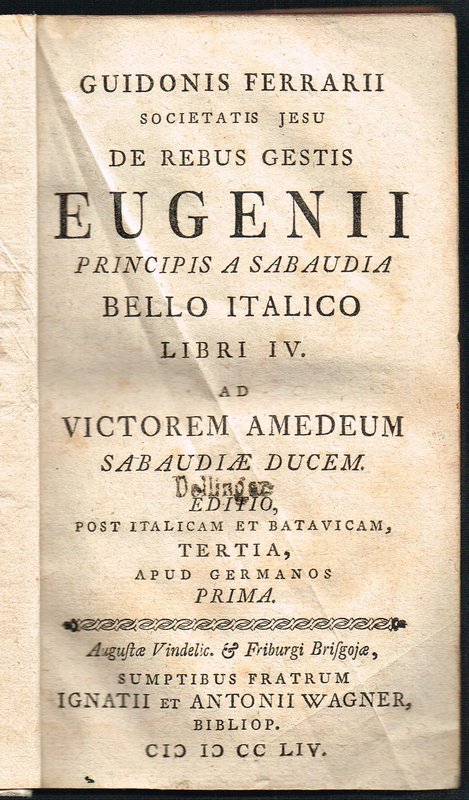 GUIDONIS FERRARII
SOCIETATIS JESU
DE REBUS GESTIS
EUGENII
PRINCIPIS A SABAUDIA
BELLO ITALICO
LIBRI IV.
AD
VICTOREM AMEDEUM
SABAUDIÆ DUCEM.
Dollinger
EDITIO,
POST ITALICAM ET BATAVICAM,
TERTIA,
APUD GERMANOS
PRIMA.
Auguſtæ Vindelic. & Friburgi Briſgojæ,
SUMPTIBUS FRATRUM
IGNATII ET ANTONII WAGNER,
BIBLIOP.
CIↃ IↃ CC LIV.